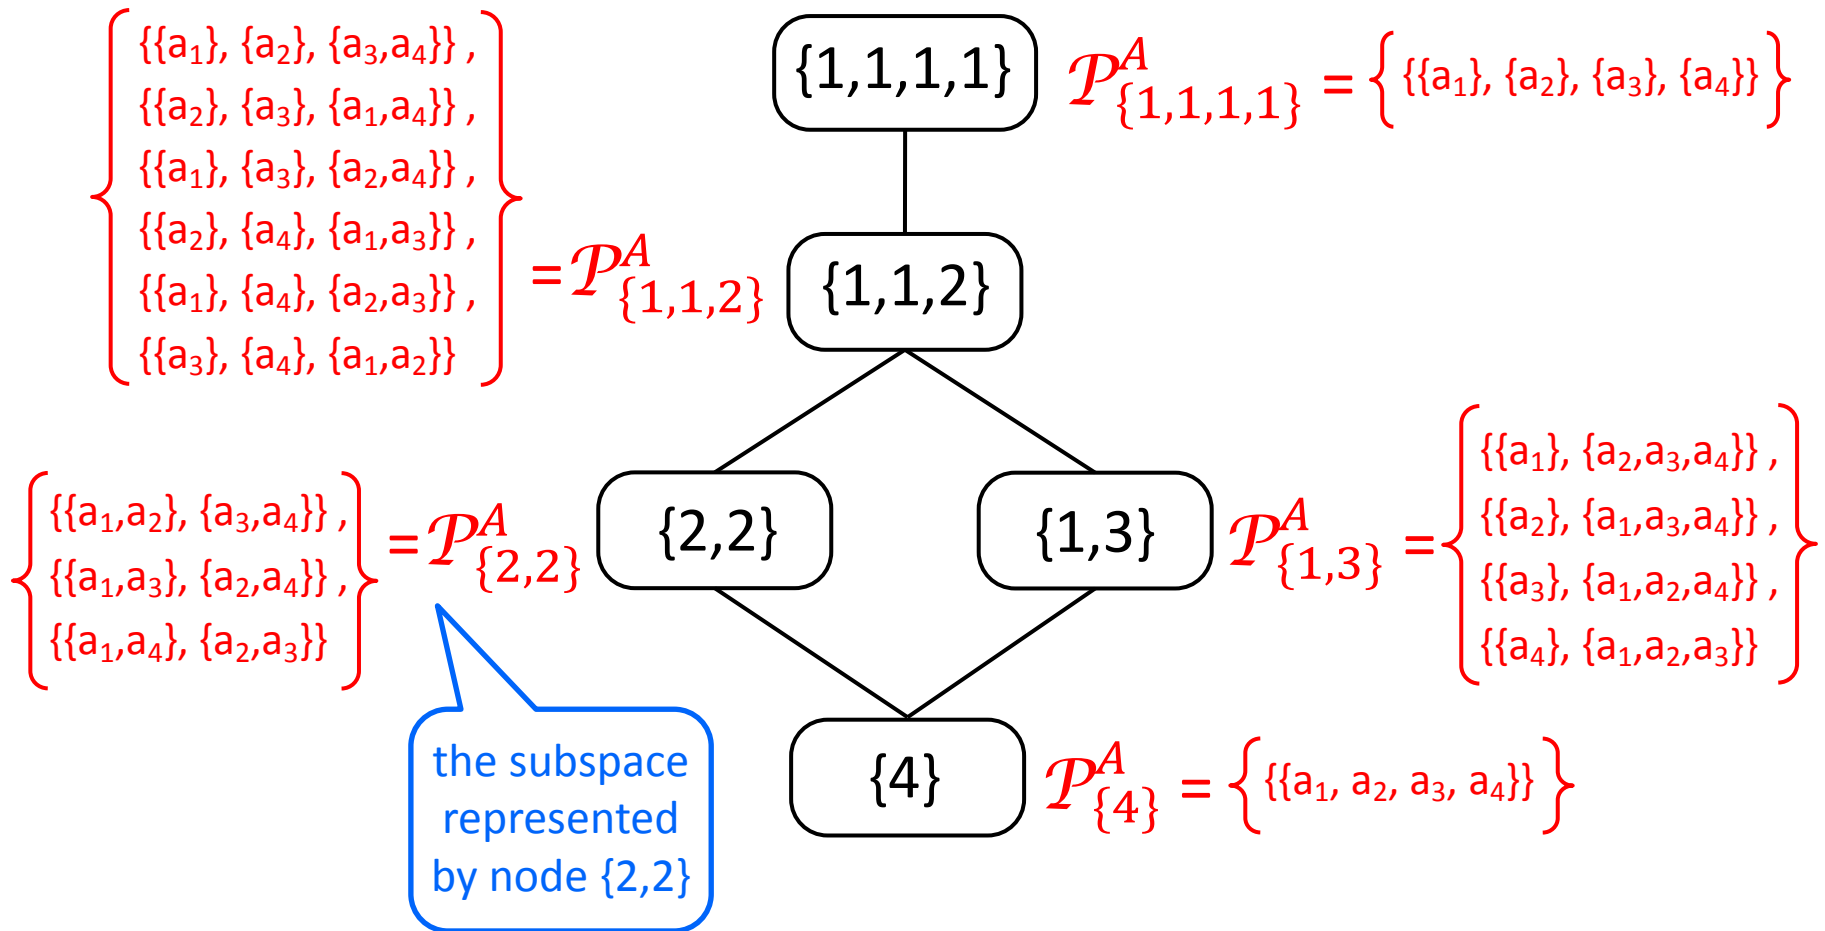 {{a₁}, {a₂}, {a₃,a₄}} ,
{{a₂}, {a₃}, {a₁,a₄}} ,
{{a₁}, {a₃}, {a₂,a₄}} ,
{{a₂}, {a₄}, {a₁,a₃}} ,
{{a₁}, {a₄}, {a₂,a₃}} ,
{{a₃}, {a₄}, {a₁,a₂}}
= 𝒫^A_{1,1,2}
{1,1,1,1}
𝒫^A_{1,1,1,1} = { {{a₁}, {a₂}, {a₃}, {a₄}} }
{1,1,2}
{{a₁,a₂}, {a₃,a₄}} ,
{{a₁,a₃}, {a₂,a₄}} ,
{{a₁,a₄}, {a₂,a₃}}
= 𝒫^A_{2,2}
{2,2}
{1,3}
𝒫^A_{1,3} =
{{a₁}, {a₂,a₃,a₄}} ,
{{a₂}, {a₁,a₃,a₄}} ,
{{a₃}, {a₁,a₂,a₄}} ,
{{a₄}, {a₁,a₂,a₃}}
the subspace
represented
by node {2,2}
{4}
𝒫^A_{4} = { {{a₁, a₂, a₃, a₄}} }